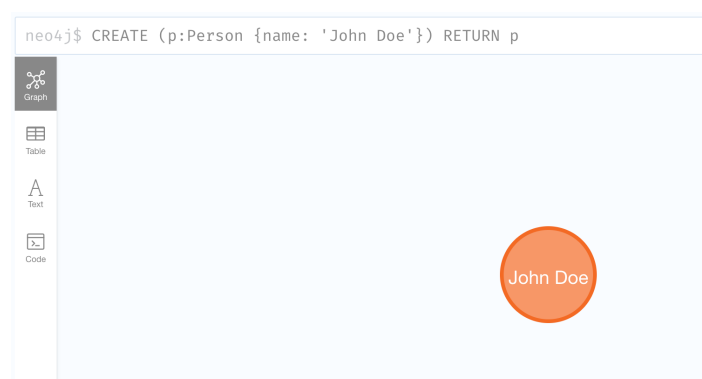 neo4j$ CREATE (p:Person {name: 'John Doe'}) RETURN p
Graph
Table
A
Text
>_
Code
John Doe